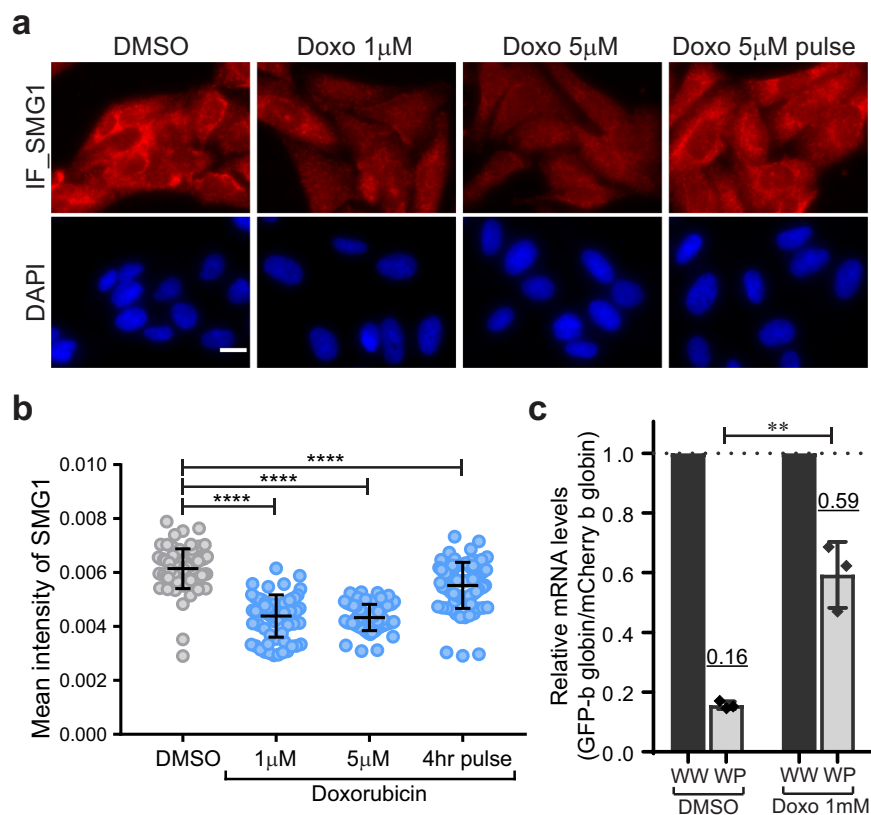 a
DMSO
Doxo 1μM
Doxo 5μM
Doxo 5μM pulse
IF_SMG1
DAPI
b
Mean intensity of SMG1
0.010
0.008
0.006
0.004
0.002
0.000
****
****
****
DMSO
1μM
5μM
4hr pulse
Doxorubicin
c
Relative mRNA levels
(GFP-b globin/mCherry b globin)
1.0
0.8
0.6
0.4
0.2
0.0
**
0.16
0.59
WW
WP
WW
WP
DMSO
Doxo 1mM